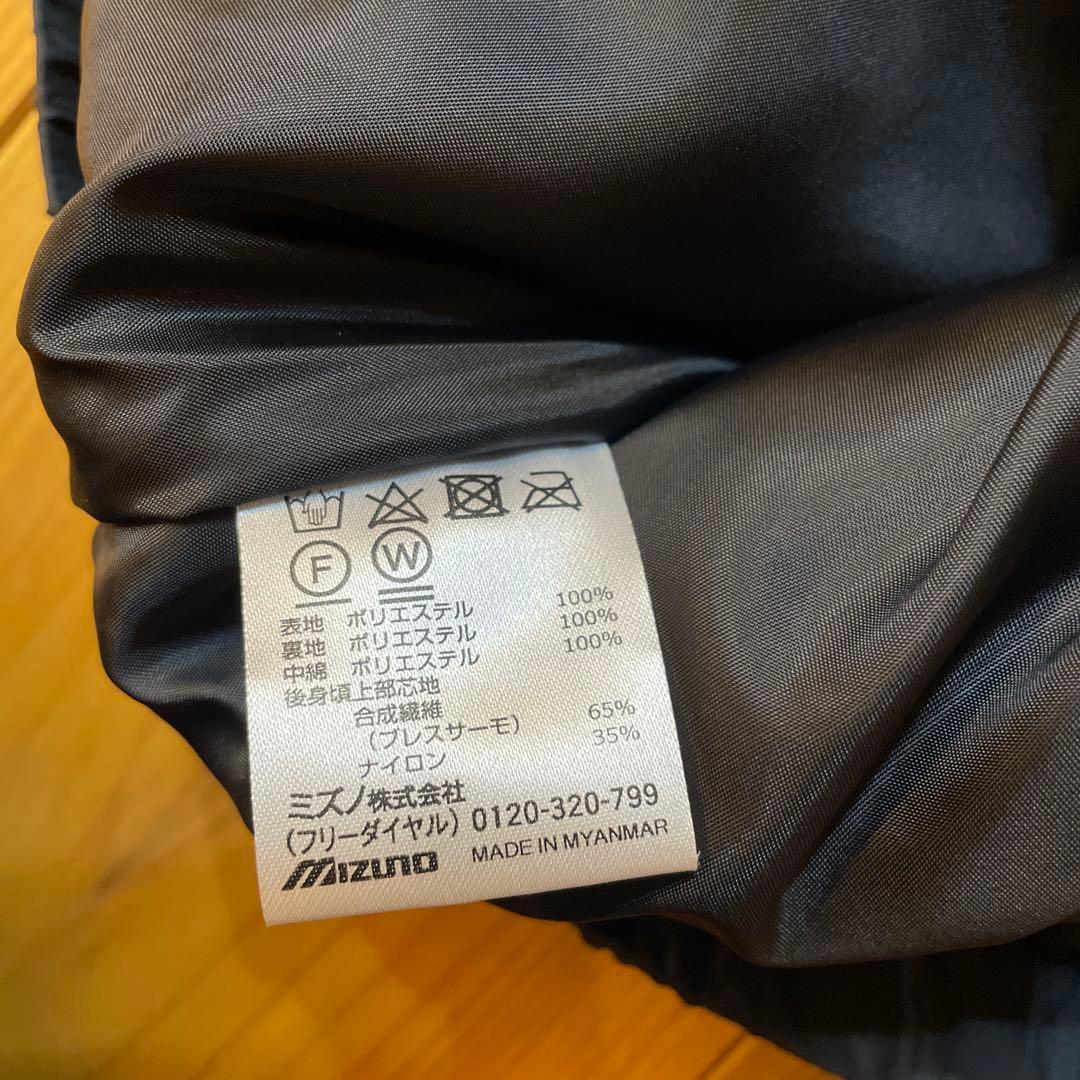 F W
表地 ポリエステル 100%
裏地 ポリエステル 100%
中綿 ポリエステル 100%
後身頃上部芯地
合成繊維
(ブレスサーモ) 65%
ナイロン 35%
ミズノ株式会社
(フリーダイヤル) 0120-320-799
MIZUNO MADE IN MYANMAR